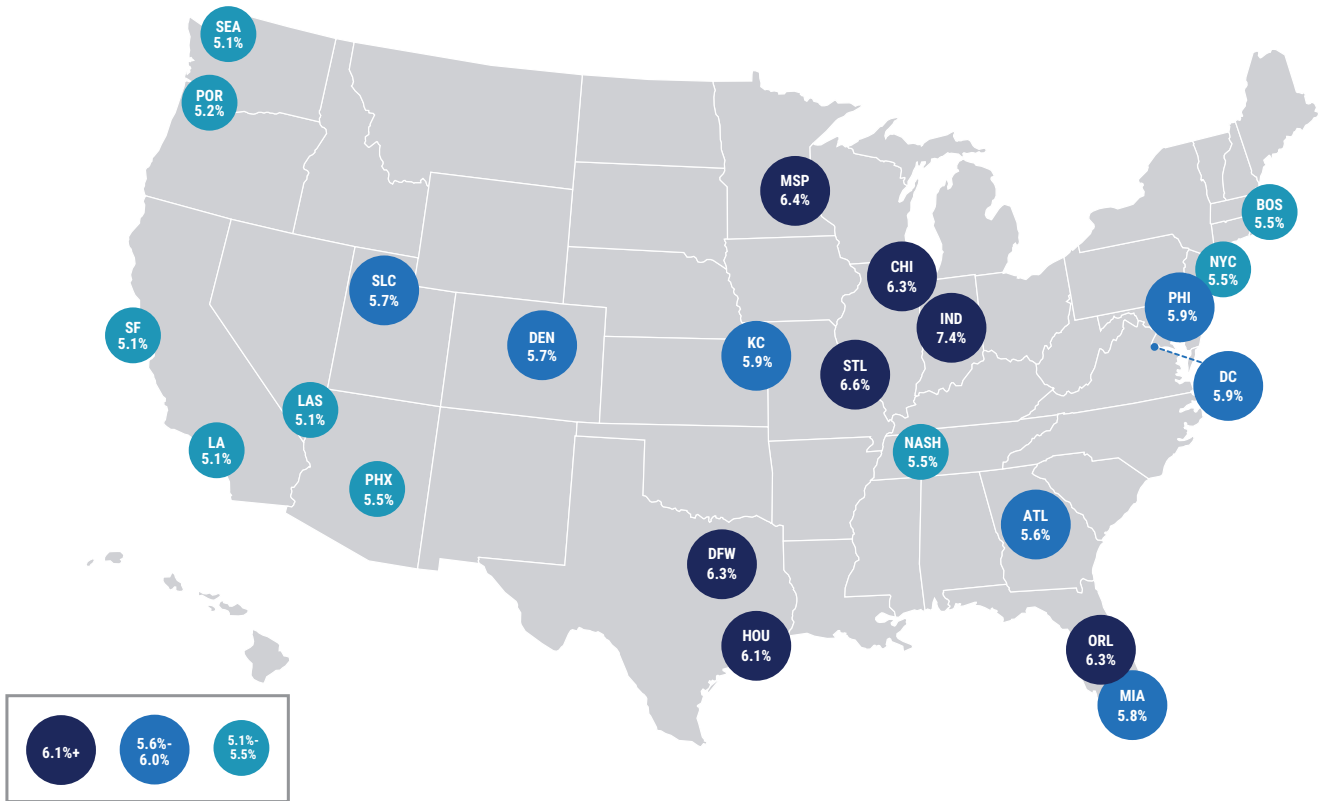 SEA
5.1%
POR
5.2%
MSP
6.4%
BOS
5.5%
NYC
5.5%
CHI
6.3%
SLC
5.7%
PHI
5.9%
IND
7.4%
SF
5.1%
DEN
5.7%
KC
5.9%
STL
6.6%
DC
5.9%
LAS
5.1%
LA
5.1%
NASH
5.5%
PHX
5.5%
ATL
5.6%
DFW
6.3%
HOU
6.1%
ORL
6.3%
MIA
5.8%
6.1%+
5.6%-
6.0%
5.1%-
5.5%